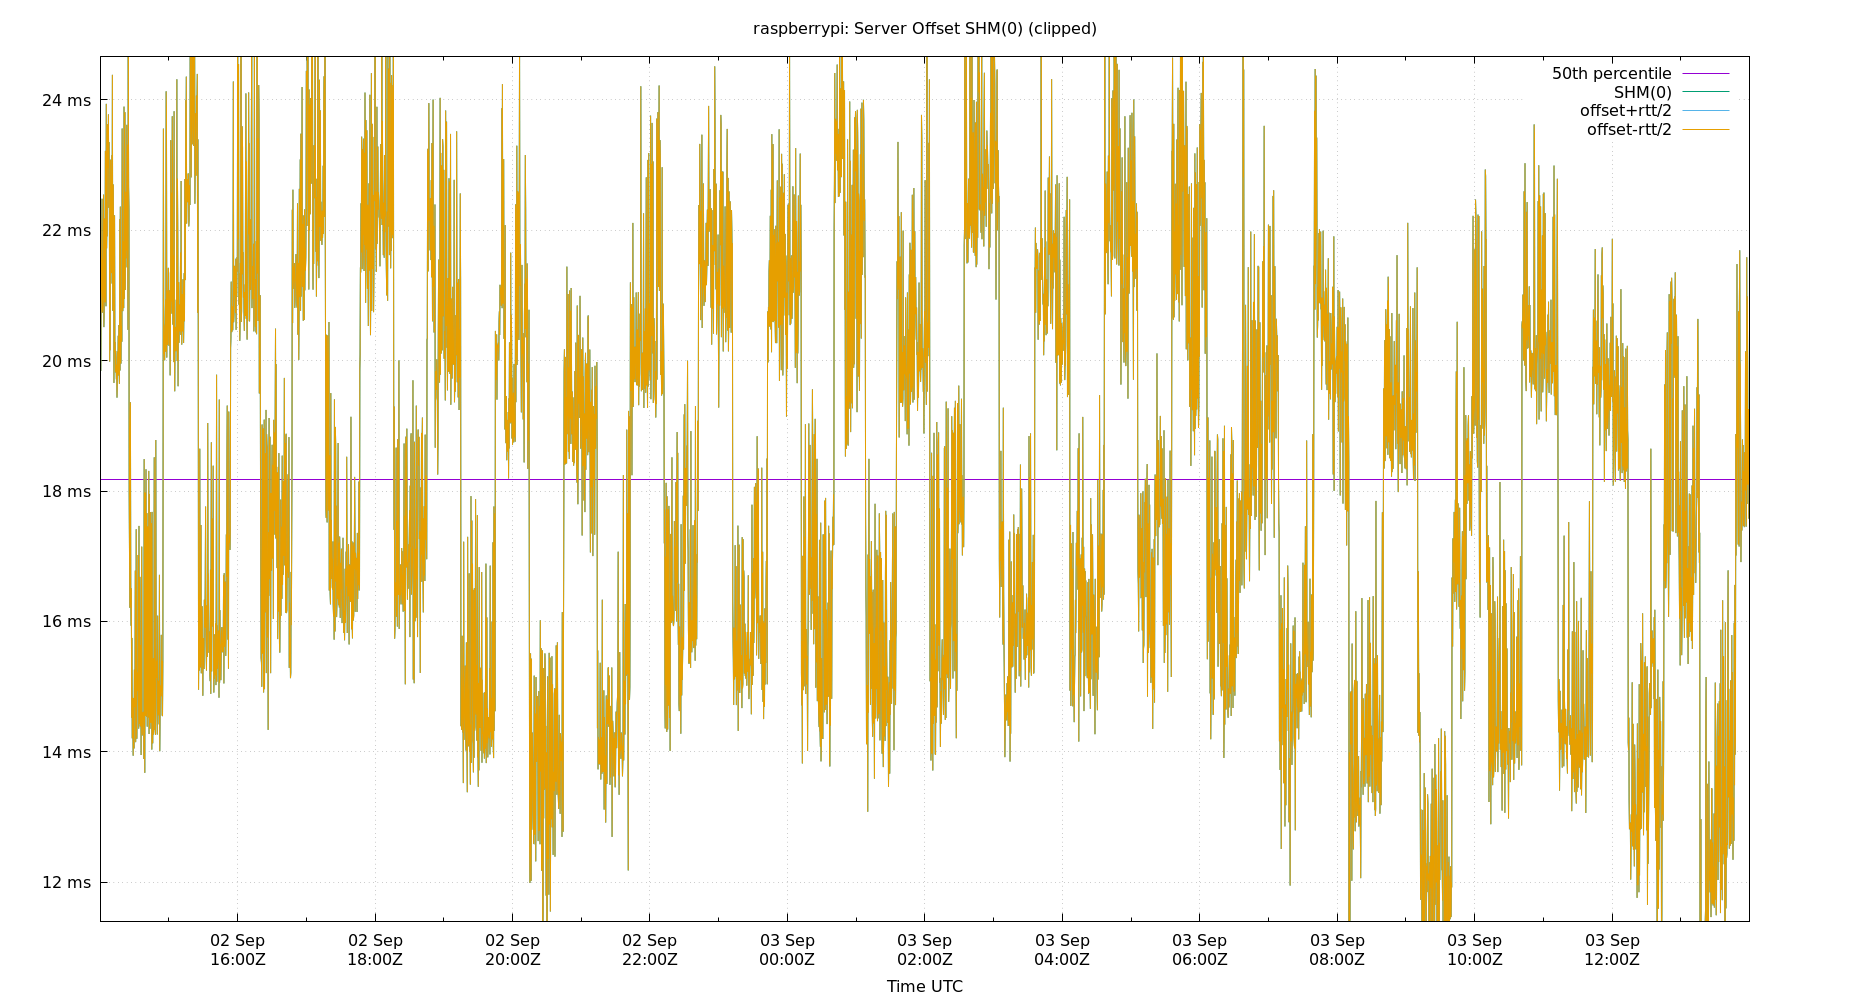 raspberrypi: Server Offset SHM(0) (clipped)
50th percentile
SHM(0)
offset+rtt/2
offset-rtt/2
24 ms
22 ms
20 ms
18 ms
16 ms
14 ms
12 ms
02 Sep 02 Sep 02 Sep 02 Sep 03 Sep 03 Sep 03 Sep 03 Sep 03 Sep 03 Sep 03 Sep
16:00Z 18:00Z 20:00Z 22:00Z 00:00Z 02:00Z 04:00Z 06:00Z 08:00Z 10:00Z 12:00Z
Time UTC